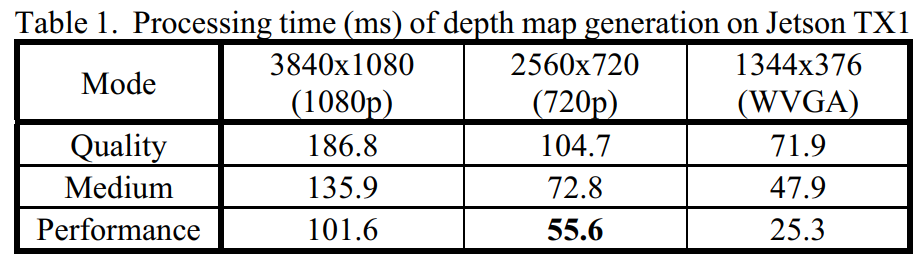 Table 1. Processing time (ms) of depth map generation on Jetson TX1
Mode 3840x1080 (1080p) 2560x720 (720p) 1344x376 (WVGA)
Quality 186.8 104.7 71.9
Medium 135.9 72.8 47.9
Performance 101.6 55.6 25.3